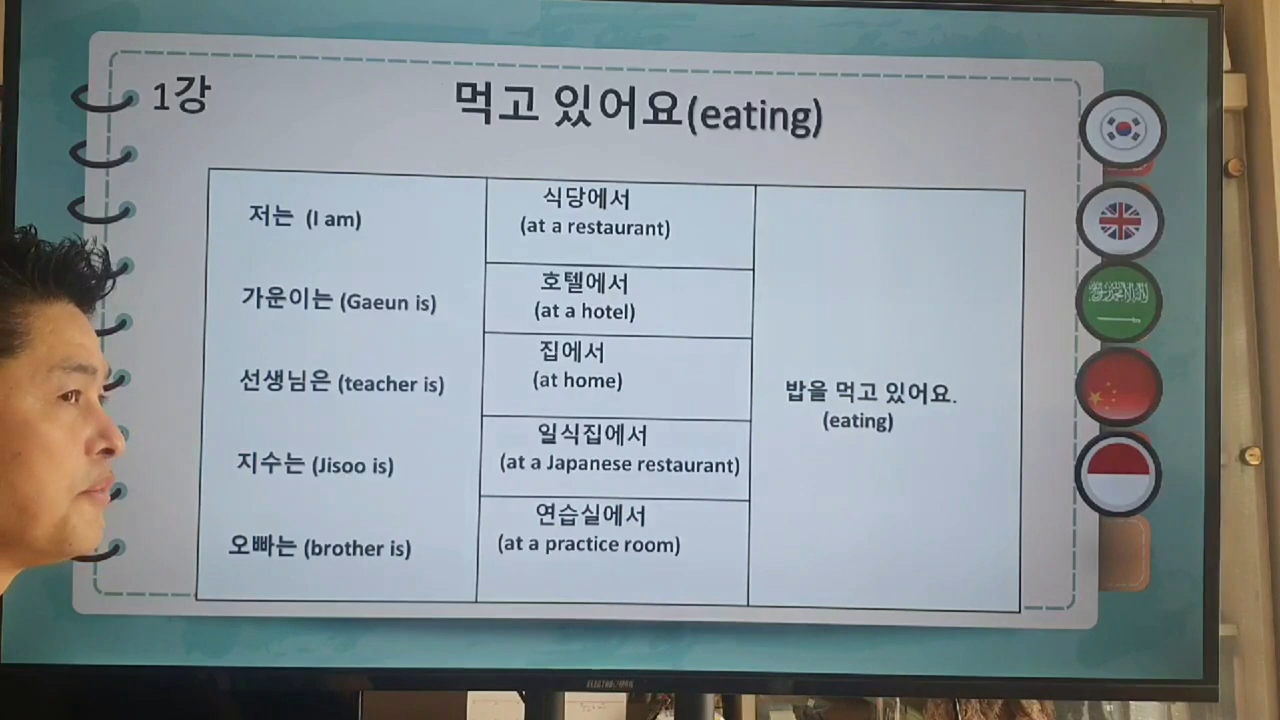 1강
먹고 있어요(eating)
저는 (I am)
가운이는 (Gaeun is)
선생님은 (teacher is)
지수는 (Jisoo is)
오빠는 (brother is)
식당에서
(at a restaurant)
호텔에서
(at a hotel)
집에서
(at home)
일식집에서
(at a Japanese restaurant)
연습실에서
(at a practice room)
밥을 먹고 있어요.
(eating)